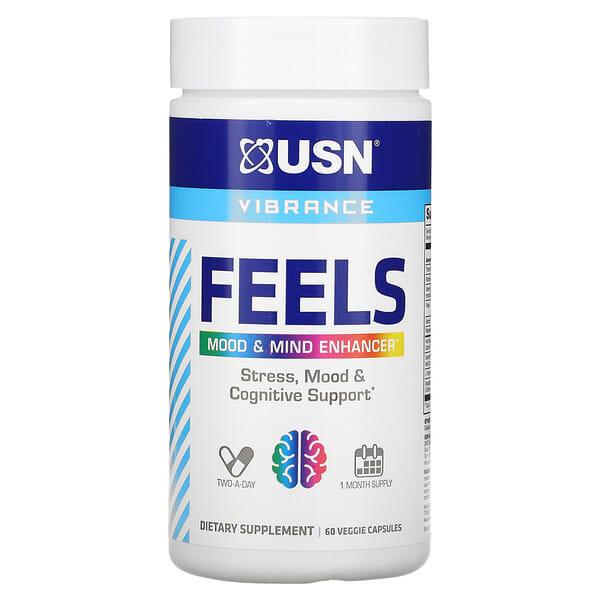 USN®
VIBRANCE
FEELS
MOOD & MIND ENHANCER*
Stress, Mood &
Cognitive Support*
TWO-A-DAY
1 MONTH SUPPLY
DIETARY SUPPLEMENT | 60 VEGGIE CAPSULES